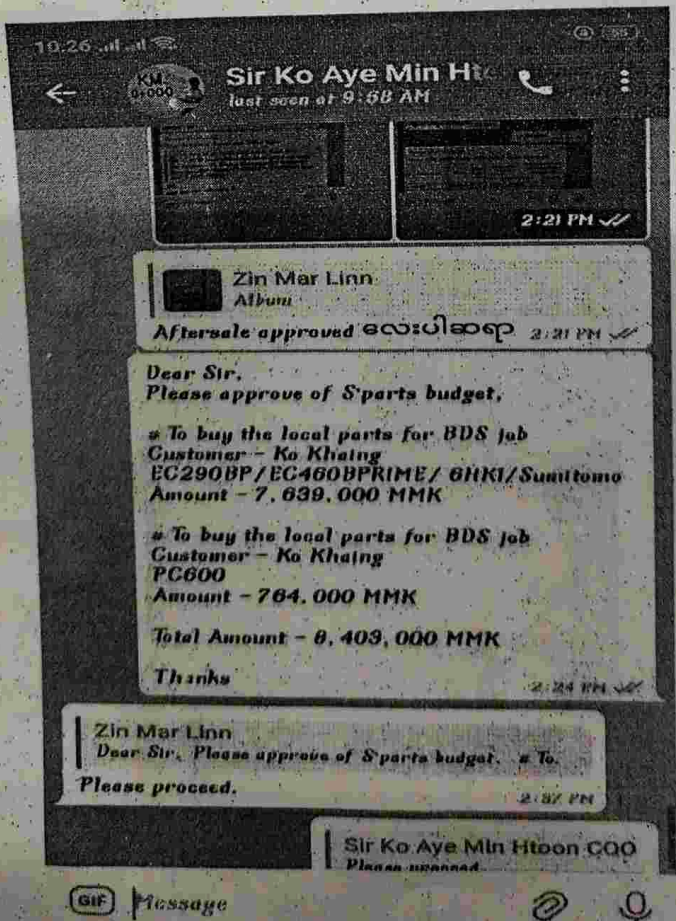 10:26
Sir Ko Aye Min Ht
last seen at 9:58 AM
KM:
0+000
2:21 PM
Zin Mar Linn
Album
Aftersale approved လေးပါဆရာ 2:21 PM
Dear Sir,
Please approve of S'parts budget,
# To buy the local parts for BDS job
Customer - Ko Khaing
EC290BP/EC460BPRIME/ 6HK1/Sumitomo
Amount - 7,639,000 MMK
# To buy the local parts for BDS job
Customer - Ko Khaing
PC600
Amount - 764,000 MMK
Total Amount - 8,403,000 MMK
Thanks
2:24 PM
Zin Mar Linn
Dear Sir, Please approve of S'parts budget. # To
Please proceed.
2:37 PM
Sir Ko Aye Min Htoon COO
Please proceed.
GIF
Message